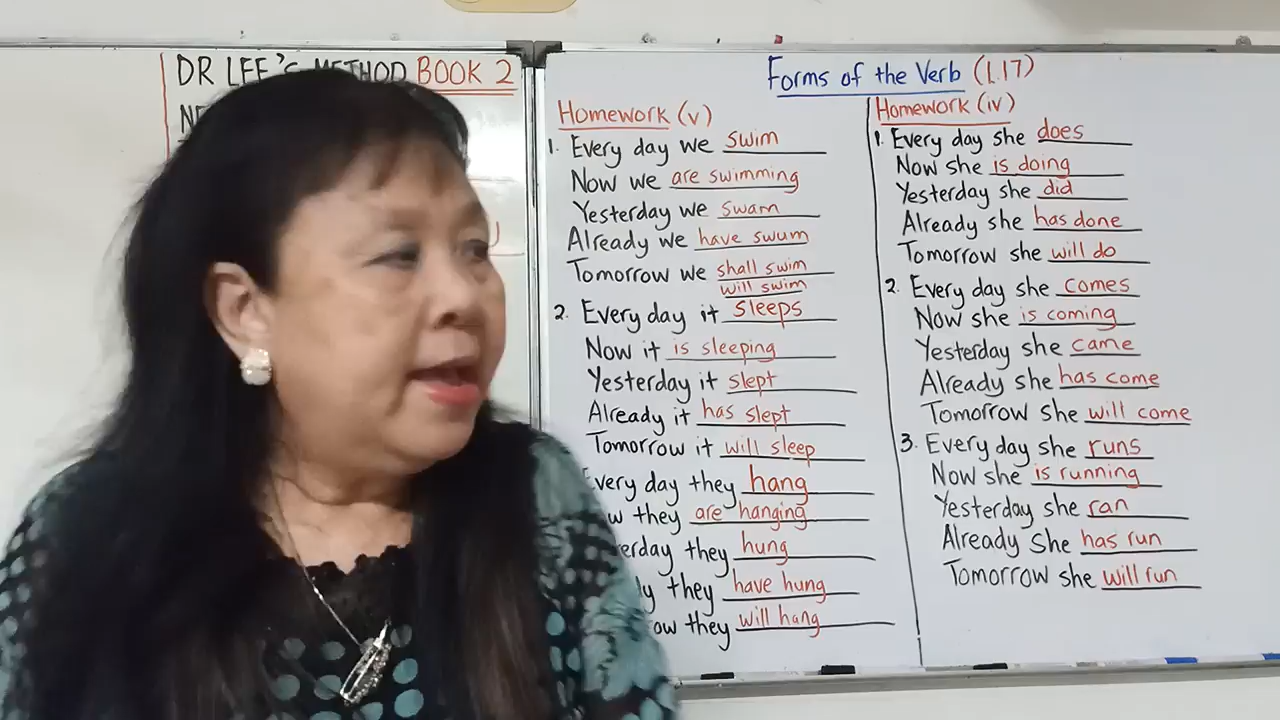 DR LEE'S METHOD BOOK 2
Forms of the Verb (1.17)
Homework (v)
1. Every day we swim
Now we are swimming
Yesterday we swam
Already we have swum
Tomorrow we shall swim
will swim
2. Every day it sleeps
Now it is sleeping
Yesterday it slept
Already it has slept
Tomorrow it will sleep
very day they hang
w they are hanging
erday they hung
y they have hung
ow they will hang
Homework (iv)
1. Every day she does
Now she is doing
Yesterday she did
Already she has done
Tomorrow she will do
2. Every day she comes
Now she is coming
Yesterday she came
Already she has come
Tomorrow she will come
3. Every day she runs
Now she is running
Yesterday she ran
Already She has run
Tomorrow she will run